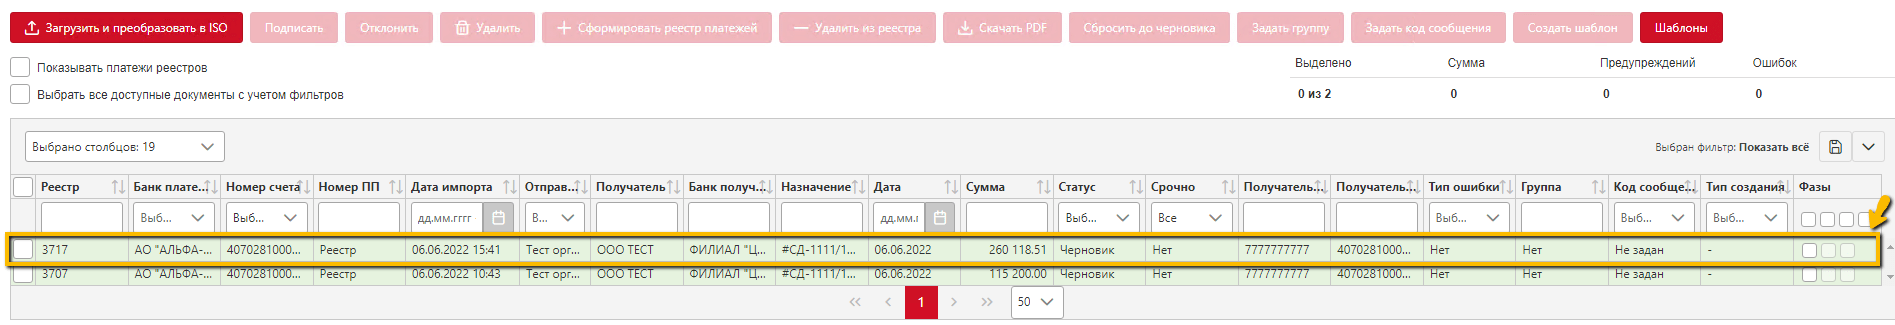 Загрузить и преобразовать в ISO Подписать Отклонить Удалить Сформировать реестр платежей Удалить из реестра Скачать PDF Сбросить до черновика Задать группу Задать код сообщения Создать шаблон Шаблоны
Показывать платежи реестров
Выбрать все доступные документы с учетом фильтров
Выделено Сумма Предупреждений Ошибок
0 из 2 0 0 0
Выбрано столбцов: 19
Выбран фильтр: Показать всё
Реестр Банк плате... Номер счета Номер ПП Дата импорта Отправ... Получатель Банк получ... Назначение Дата Сумма Статус Срочно Получатель... Получатель... Тип ошибки Группа Код сообще... Тип создания Фазы
Выб... Выб... дд.мм.гггг В... дд.мм.г Выб... Все Выб... Выб... Выб...
3717 АО "АЛЬФА-... 4070281000... Реестр 06.06.2022 15:41 Тест орг... ООО ТЕСТ ФИЛИАЛ "Ц... #СД-1111/1... 06.06.2022 260 118.51 Черновик Нет 7777777777 4070281000... Нет Нет Не задан -
3707 АО "АЛЬФА-... 4070281000... Реестр 06.06.2022 10:43 Тест орг... ООО ТЕСТ ФИЛИАЛ "Ц... #СД-1111/1... 06.06.2022 115 200.00 Черновик Нет 7777777777 4070281000... Нет Нет Не задан -
1 50